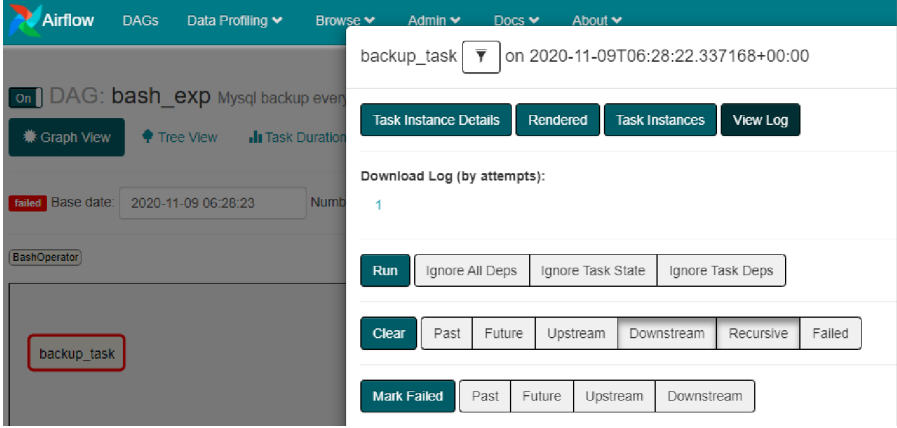 Airflow DAGs Data Profiling Browse Admin Docs About
On DAG: bash_exp Mysql backup every
Graph View Tree View Task Duration
failed Base date: 2020-11-09 06:28:23 Numb
BashOperator
backup_task
backup_task on 2020-11-09T06:28:22.337168+00:00
Task Instance Details Rendered Task Instances View Log
Download Log (by attempts):
1
Run Ignore All Deps Ignore Task State Ignore Task Deps
Clear Past Future Upstream Downstream Recursive Failed
Mark Failed Past Future Upstream Downstream